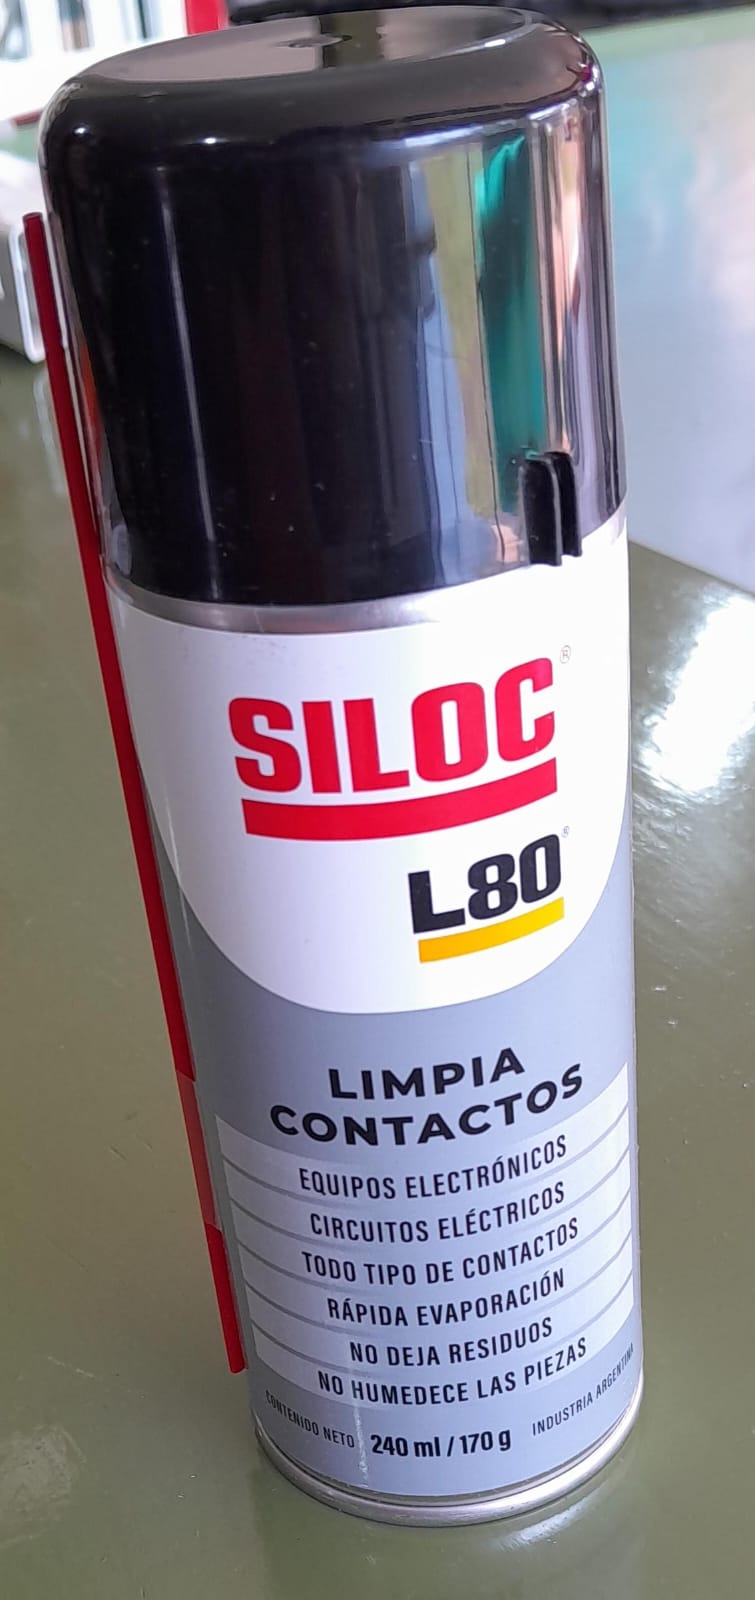 SILOC®
L80®
LIMPIA
CONTACTOS
EQUIPOS ELECTRÓNICOS
CIRCUITOS ELÉCTRICOS
TODO TIPO DE CONTACTOS
RÁPIDA EVAPORACIÓN
NO DEJA RESIDUOS
NO HUMEDECE LAS PIEZAS
CONTENIDO NETO 240 ml / 170 g INDUSTRIA ARGENTINA